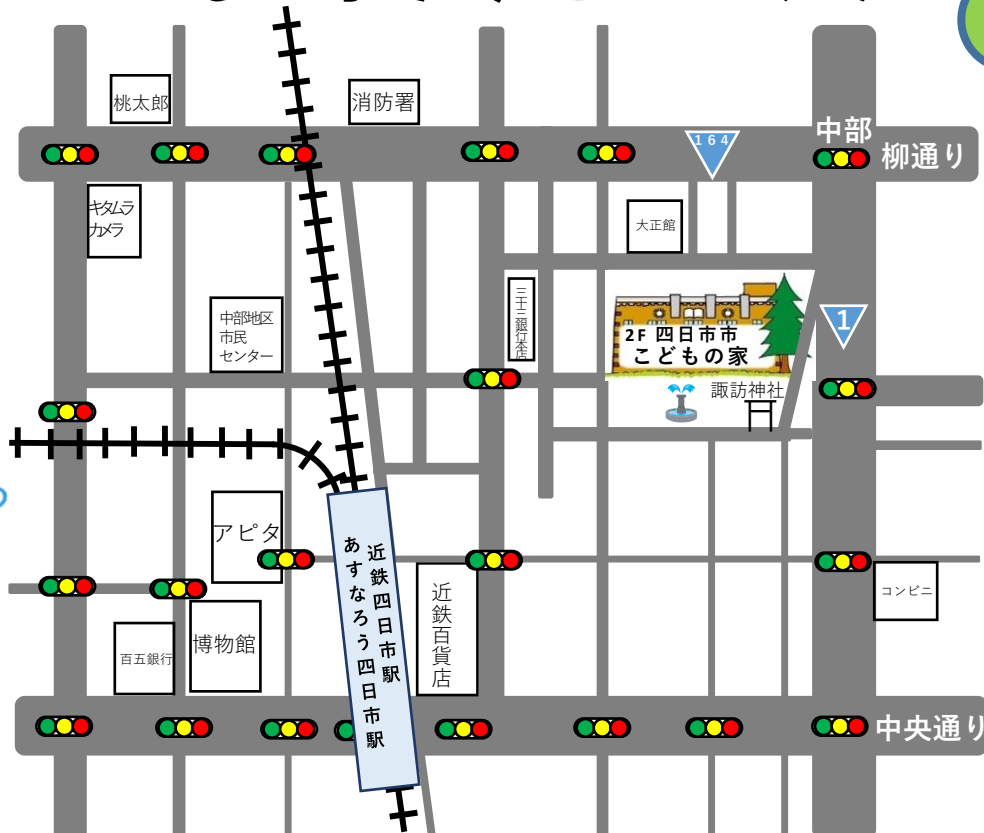 桃太郎
消防署
164
中部
柳通り
キタムラ
カメラ
大正館
三十三銀行本店
中部地区
市民
センター
2F 四日市市
こどもの家
1
諏訪神社
アピタ
近鉄四日市駅
あすなろう四日市駅
近鉄百貨店
コンビニ
百五銀行
博物館
中央通り